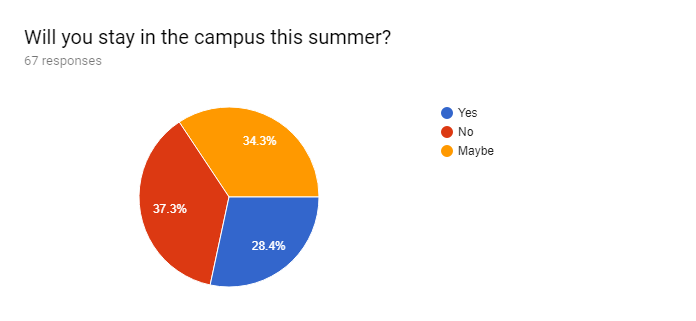 Will you stay in the campus this summer?
67 responses
Yes
No
Maybe
34.3%
37.3%
28.4%